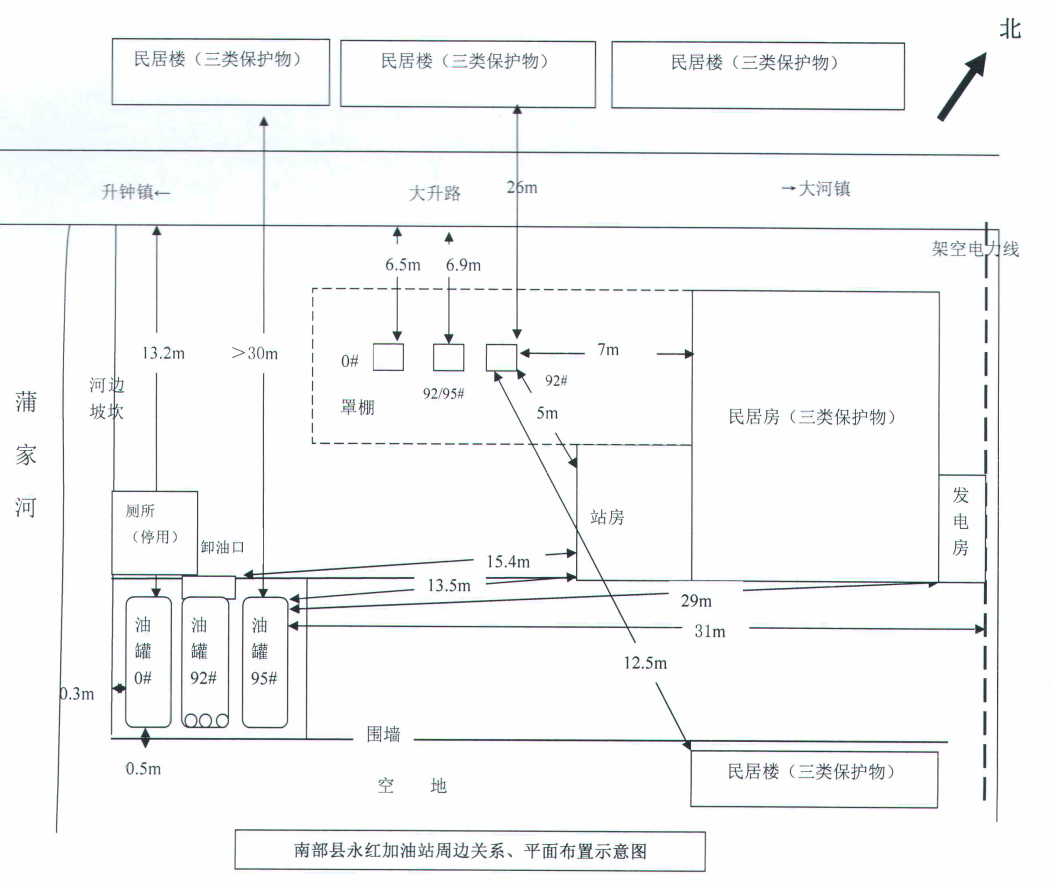 北
民居楼（三类保护物）
民居楼（三类保护物）
民居楼（三类保护物）
升钟镇←
大升路
26m
→大河镇
架空电力线
6.5m
6.9m
13.2m
＞30m
0#
92/95#
7m
92#
罩棚
5m
河边
坡坎
蒲
家
河
民居房（三类保护物）
厕所
（停用）
卸油口
站房
发
电
房
15.4m
13.5m
29m
31m
油
罐
0#
油
罐
92#
油
罐
95#
12.5m
0.3m
围墙
0.5m
空 地
民居楼（三类保护物）
南部县永红加油站周边关系、平面布置示意图